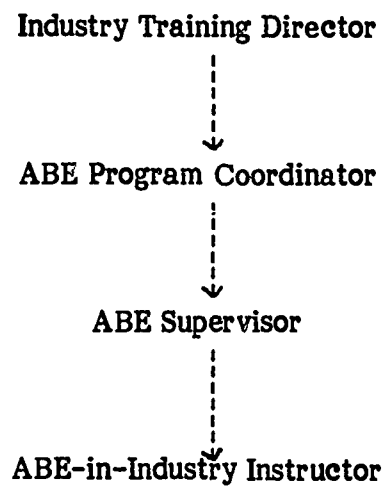 Industry Training Director
ABE Program Coordinator
ABE Supervisor
ABE-in-Industry Instructor